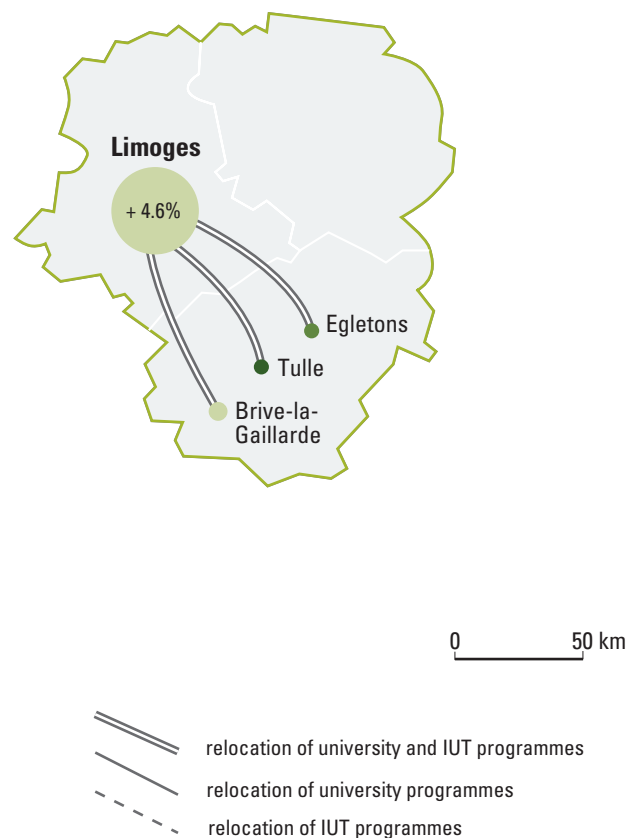 Limoges
+ 4.6%
Egletons
Tulle
Brive-la-
Gaillarde
0 50 km
relocation of university and IUT programmes
relocation of university programmes
relocation of IUT programmes